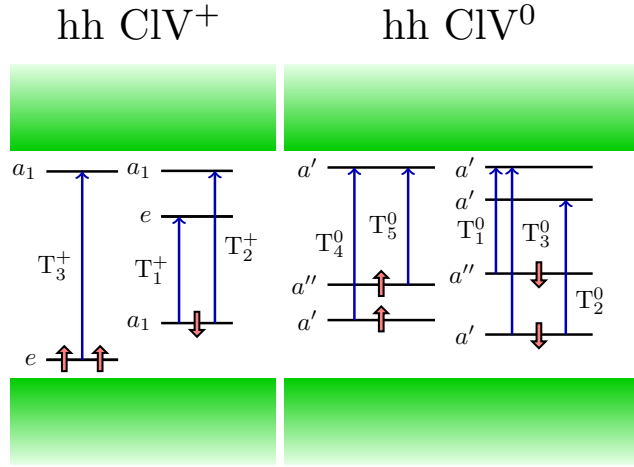 hh ClV⁺
hh ClV⁰
a₁
a₁
e
T₃⁺
T₁⁺
T₂⁺
a₁
e
a′
a′
a′
T₄⁰
T₅⁰
T₁⁰
T₃⁰
a″
a″
T₂⁰
a′
a′